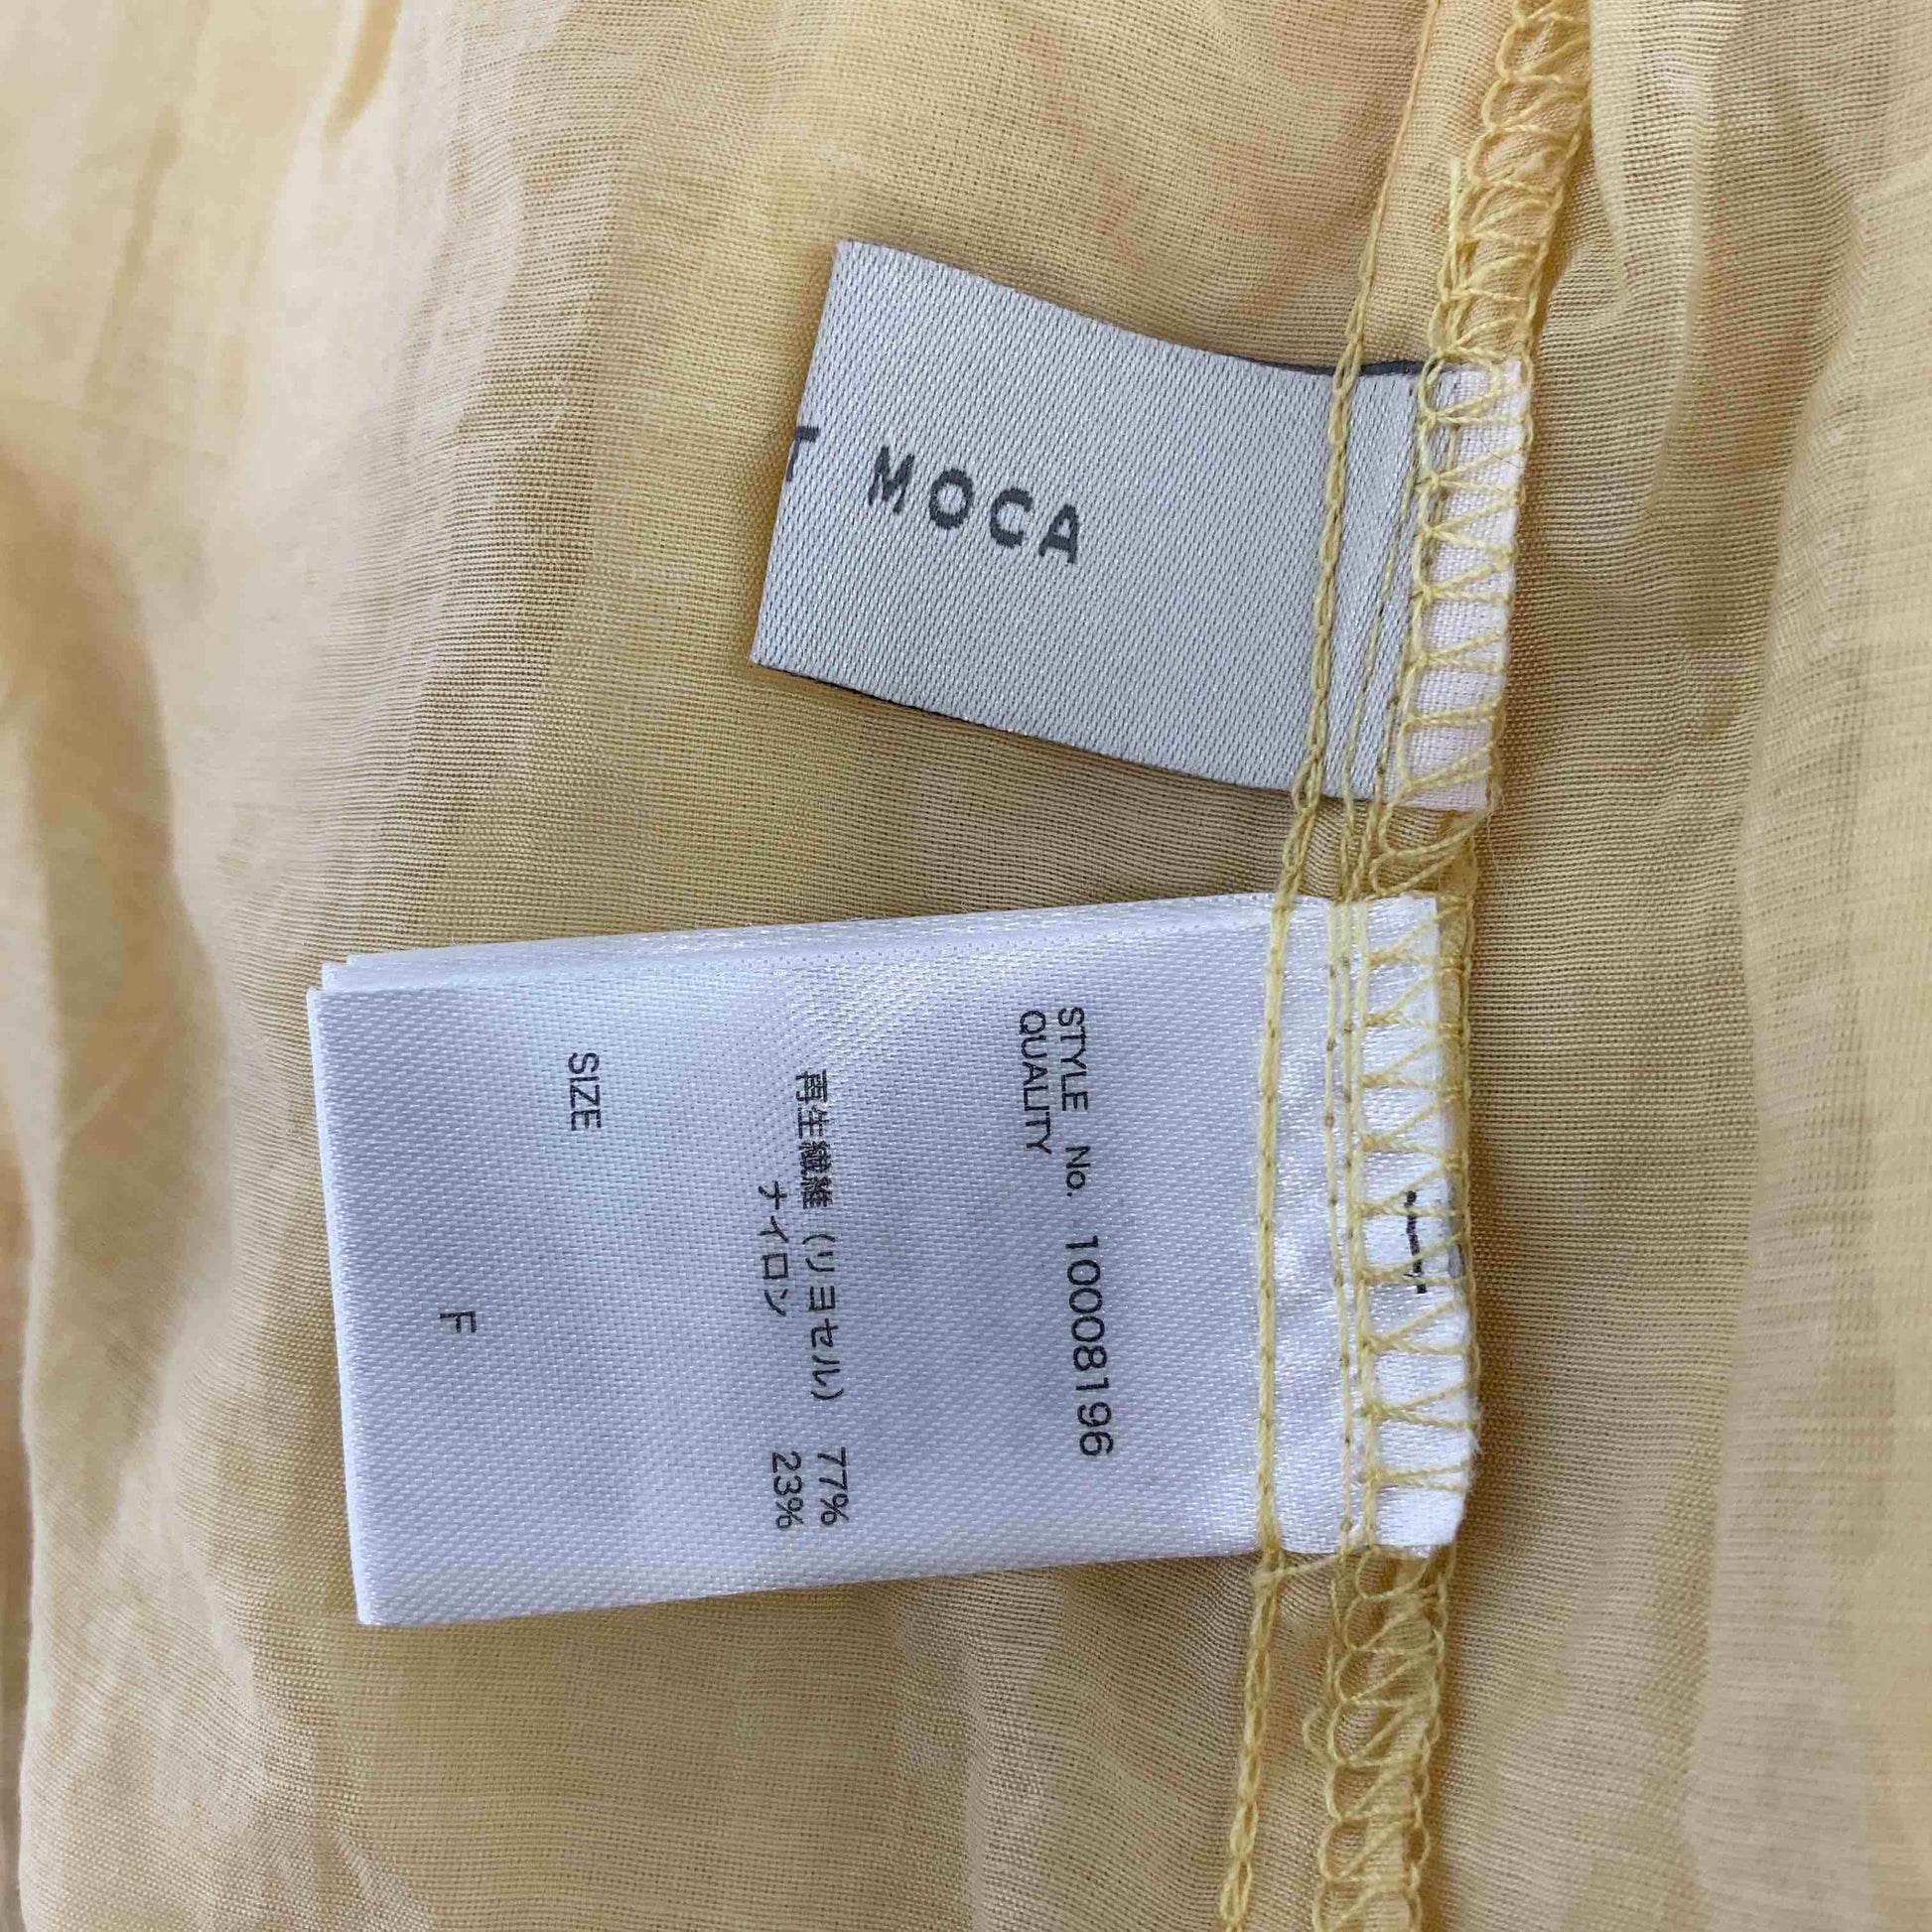 T MOCA
STYLE No. 10008196
QUALITY
再生繊維 (リヨセル) 77%
ナイロン 23%
SIZE
F